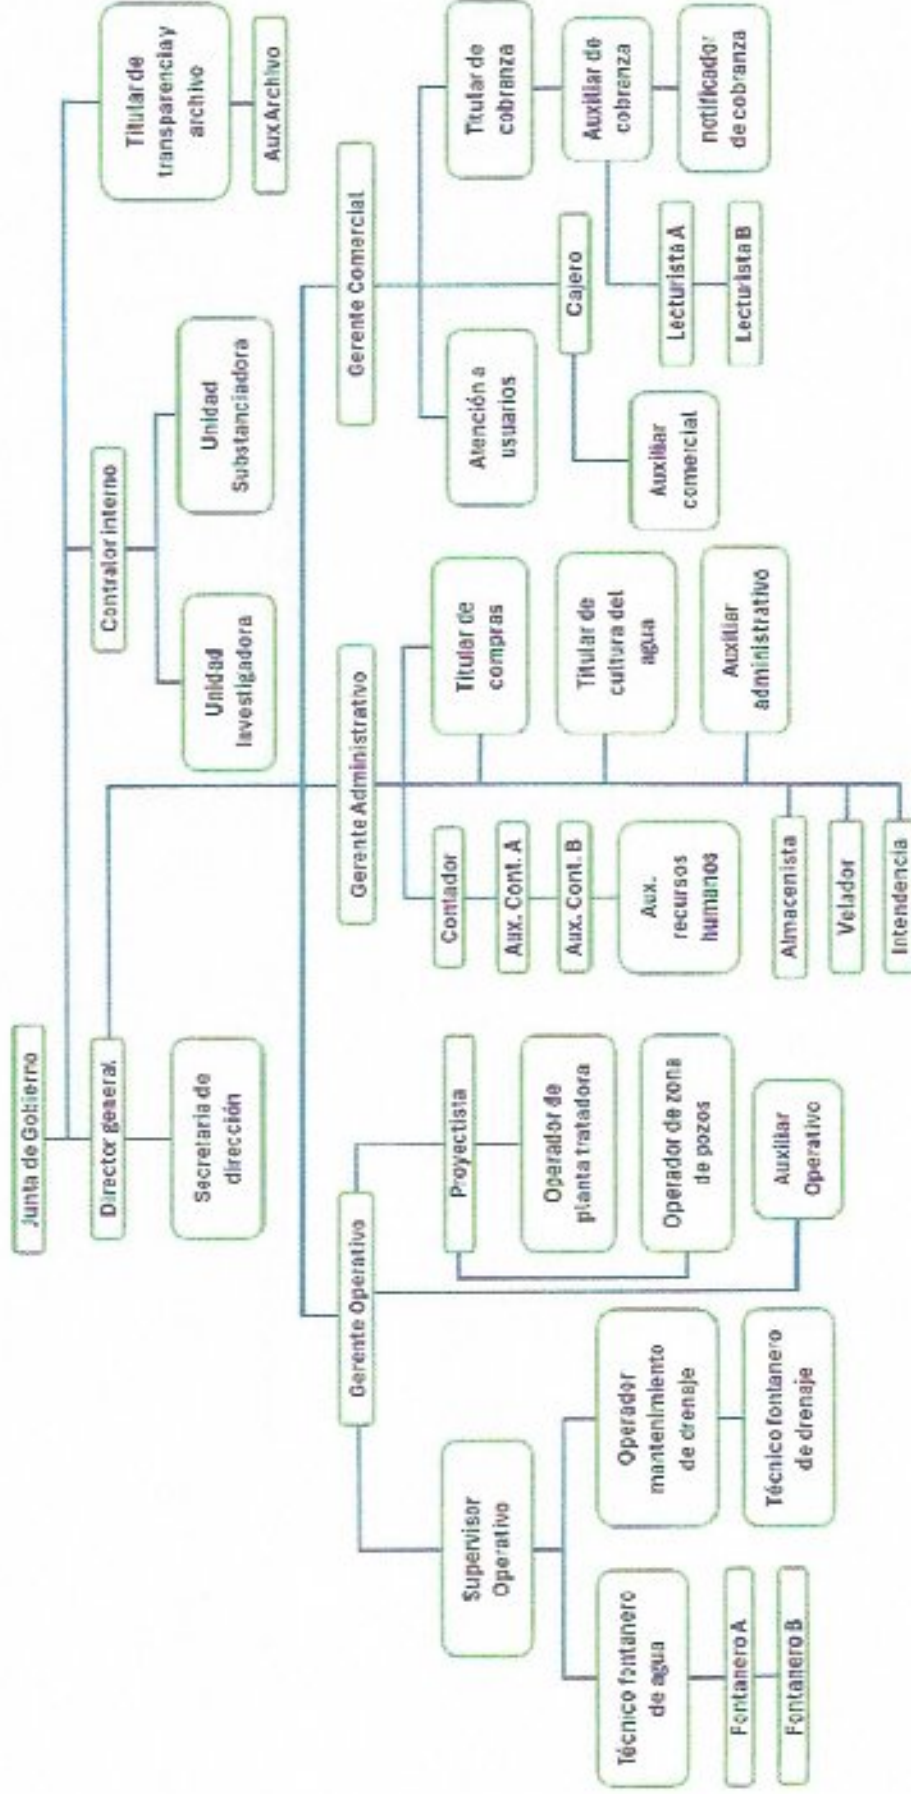 Junta de Gobierno
Director general
Secretaria de
dirección
Contralor interno
Unidad
Investigadora
Unidad
Substanciadora
Titular de
transparencia y
archivo
Aux Archivo
Gerente Operativo
Supervisor
Operativo
Técnico fontanero
de agua
Fontanero A
Fontanero B
Operador
mantenimiento
de drenaje
Técnico fontanero
de drenaje
Proyectista
Operador de
planta tratadora
Operador de zona
de pozos
Auxiliar
Operativo
Gerente Administrativo
Contador
Aux. Cont. A
Aux. Cont. B
Aux.
recursos
humanos
Titular de
compras
Titular de
cultura del
agua
Auxiliar
administrativo
Almacenista
Velador
Intendencia
Gerente Comercial
Atención a
usuarios
Cajero
Auxiliar
comercial
Titular de
cobranza
Auxiliar de
cobranza
notificador
de cobranza
Lecturista A
Lecturista B